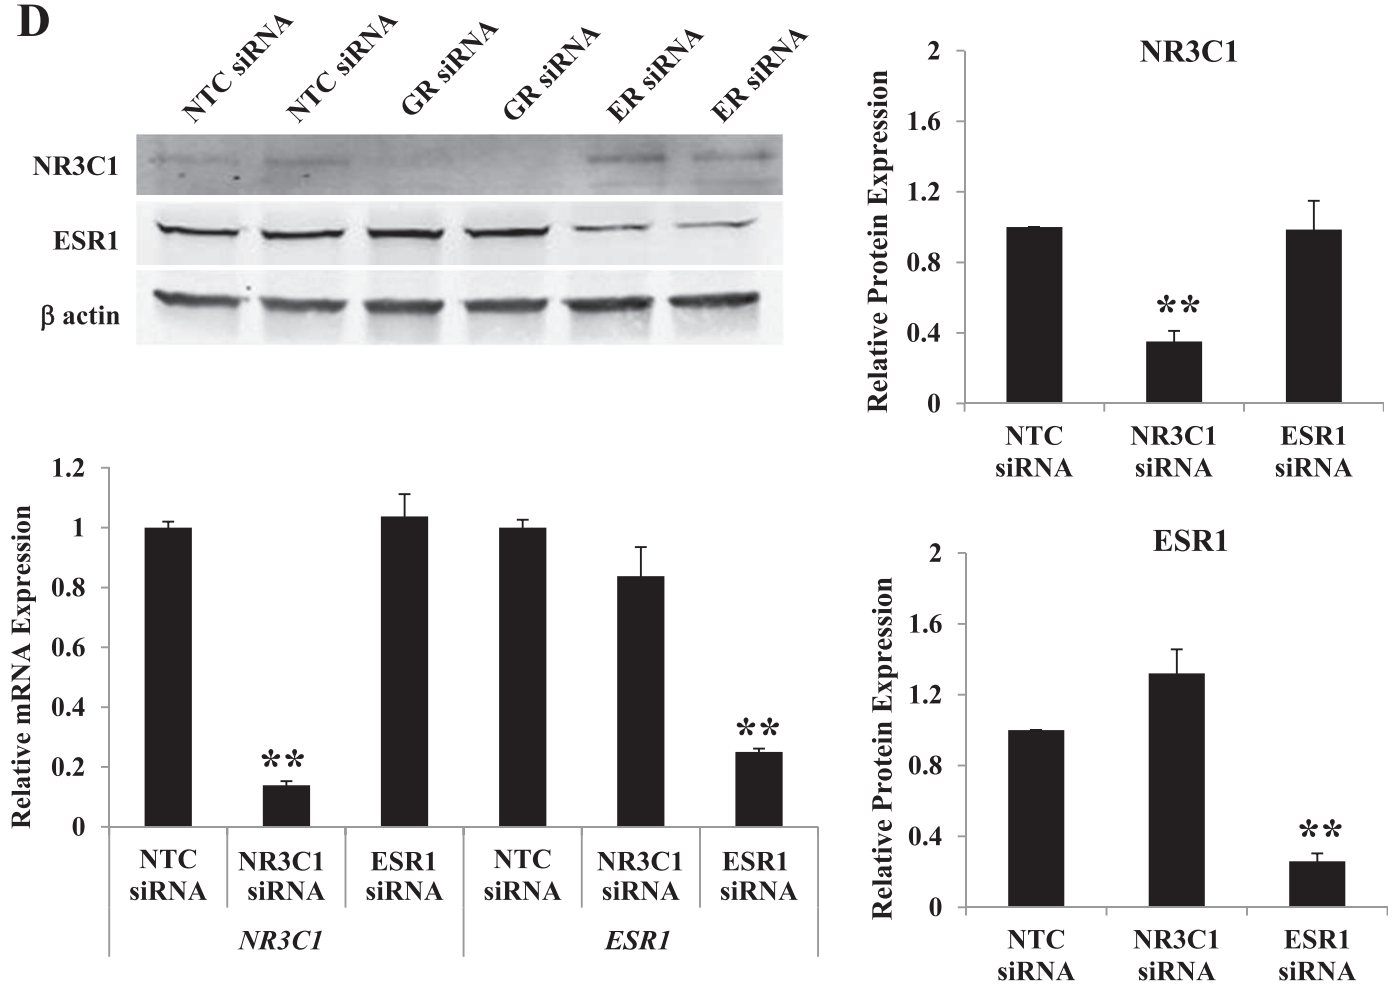 D
NTC siRNA
NTC siRNA
GR siRNA
GR siRNA
ER siRNA
ER siRNA
NR3C1
ESR1
β actin
NR3C1
Relative Protein Expression
2
1.6
1.2
0.8
0.4
0
**
NTC siRNA
NR3C1 siRNA
ESR1 siRNA
Relative mRNA Expression
1.2
1
0.8
0.6
0.4
0.2
0
**
**
NTC siRNA
NR3C1 siRNA
ESR1 siRNA
NTC siRNA
NR3C1 siRNA
ESR1 siRNA
NR3C1
ESR1
ESR1
Relative Protein Expression
2
1.6
1.2
0.8
0.4
0
**
NTC siRNA
NR3C1 siRNA
ESR1 siRNA